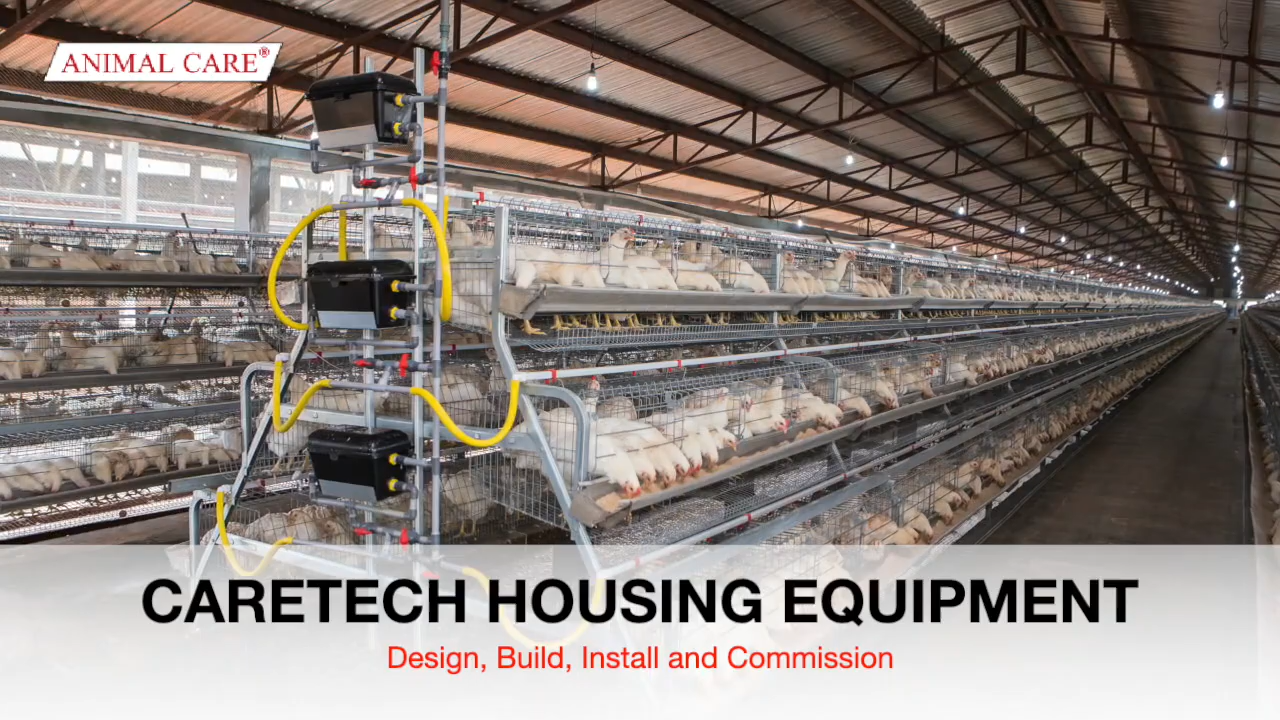 ANIMAL CARE®
CARETECH HOUSING EQUIPMENT
Design, Build, Install and Commission